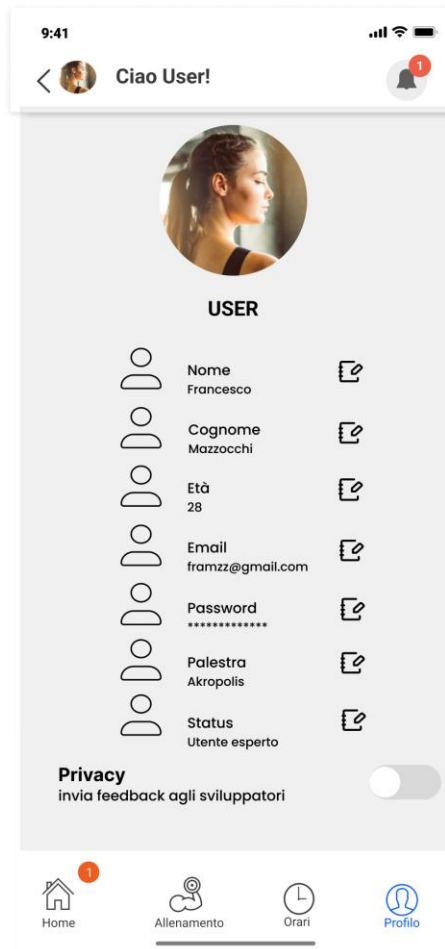 9:41
Ciao User!
1
USER
Nome
Francesco
Cognome
Mazzocchi
Età
28
Email
framzz@gmail.com
Password
*************
Palestra
Akropolis
Status
Utente esperto
Privacy
invia feedback agli sviluppatori
1
Home
Allenamento
Orari
Profilo